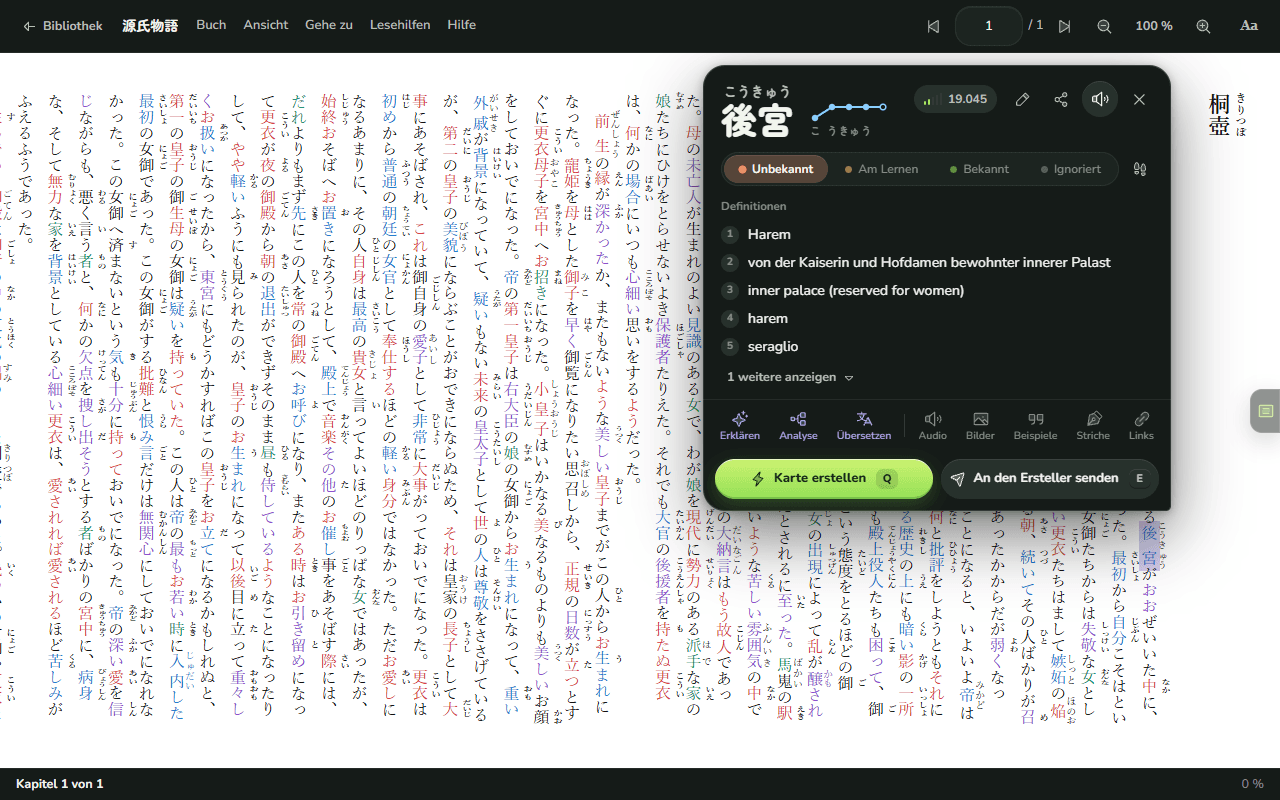 Bibliothek 源氏物語 Buch Ansicht Gehe zu Lesehilfen Hilfe 1 / 1 100 % Aa
桐壺
きりつぼ
こうきゅう
後宮
こ うきゅう
19.045
Unbekannt Am Lernen Bekannt Ignoriert
Definitionen
1 Harem
2 von der Kaiserin und Hofdamen bewohnter innerer Palast
3 inner palace (reserved for women)
4 harem
5 seraglio
1 weitere anzeigen
Erklären Analyse Übersetzen Audio Bilder Beispiele Striche Links
Karte erstellen Q An den Ersteller senden E
る後宮がおおぜいいた中に、
った。最初から自分こそはとい
女御たちからは失敬な女とし
い更衣たちはまして嫉妬の焔
る朝、続いてその人ばかりが召
あったかからだが弱くなっ
ことになると、いよいよ帝は
何と批評をしようともそれに
る歴史の上にも暗い影の一所
も殿上役人たちも困って、御
いう態度をとるほどの御
女の出現によって乱が醸され
とされるに至った。馬鬼の駅
いような苦しい雰囲気の中で
の大納言はもう故人であっ
た。母の未亡人が生まれのよい見識のある女で、わが娘を現代に勢力のある派手な家の
娘たちにひけをとらせないよき保護者たりえた。それでも大官の後援者を持たぬ更衣
は、何かの場合にいつも心細い思いをするようだった。
前生の縁が深かったか、またもないような美しい皇子までがこの人からお生まれに
なった。寵姫を母とした御子を早く御覧になりたい思召しから、正規の日数が立つとす
ぐに更衣母子を宮中へお招きになった。小皇子はいかなる美なるものよりも美しいお顔
をしておいでになった。帝の第一皇子は右大臣の娘の女御からお生まれになって、重い
外戚が背景になっていて、疑いもない未来の皇太子として世の人は尊敬をささげている
が、第二の皇子の美貌にならぶことがおできにならぬため、それは皇家の長子として大
事にあそばされ、これは御自身の愛子として非常に大事がっておいでになった。更衣は
初めから普通の朝廷の女官として奉仕するほどの軽い身分ではなかった。ただお愛しに
なるあまりに、その人自身は最高の貴女と言ってよいほどのりっぱな女ではあったが、
始終おそばへお置きになろうとして、殿上で音楽その他のお催し事をあそばす際には、
だれよりもまず先にこの人を常の御殿へお呼びになり、またある時はお引き留めになっ
て更衣が夜の御殿から朝の退出ができずそのまま昼も侍しているようなことになったり
して、やや軽いふうにも見られたのが、皇子のお生まれになって以後目に立って重々し
くお扱いになったから、東宮にもどうかすればこの皇子をお立てになるかもしれぬと、
第一の皇子の御生母の女御は疑いを持っていた。この人は帝の最もお若い時に入内した
最初の女御であった。この女御がする批難と恨み言だけは無関心にしておいでになれな
かった。この女御へ済まないという気も十分に持っておいでになった。帝の深い愛を信
じながらも、悪く言う者と、何かの欠点を捜し出そうとする者ばかりの宮中に、病身
な、そして無力な家を背景としている心細い更衣は、愛されれば愛されるほど苦しみが
ふえるふうであった。
Kapitel 1 von 1 0 %